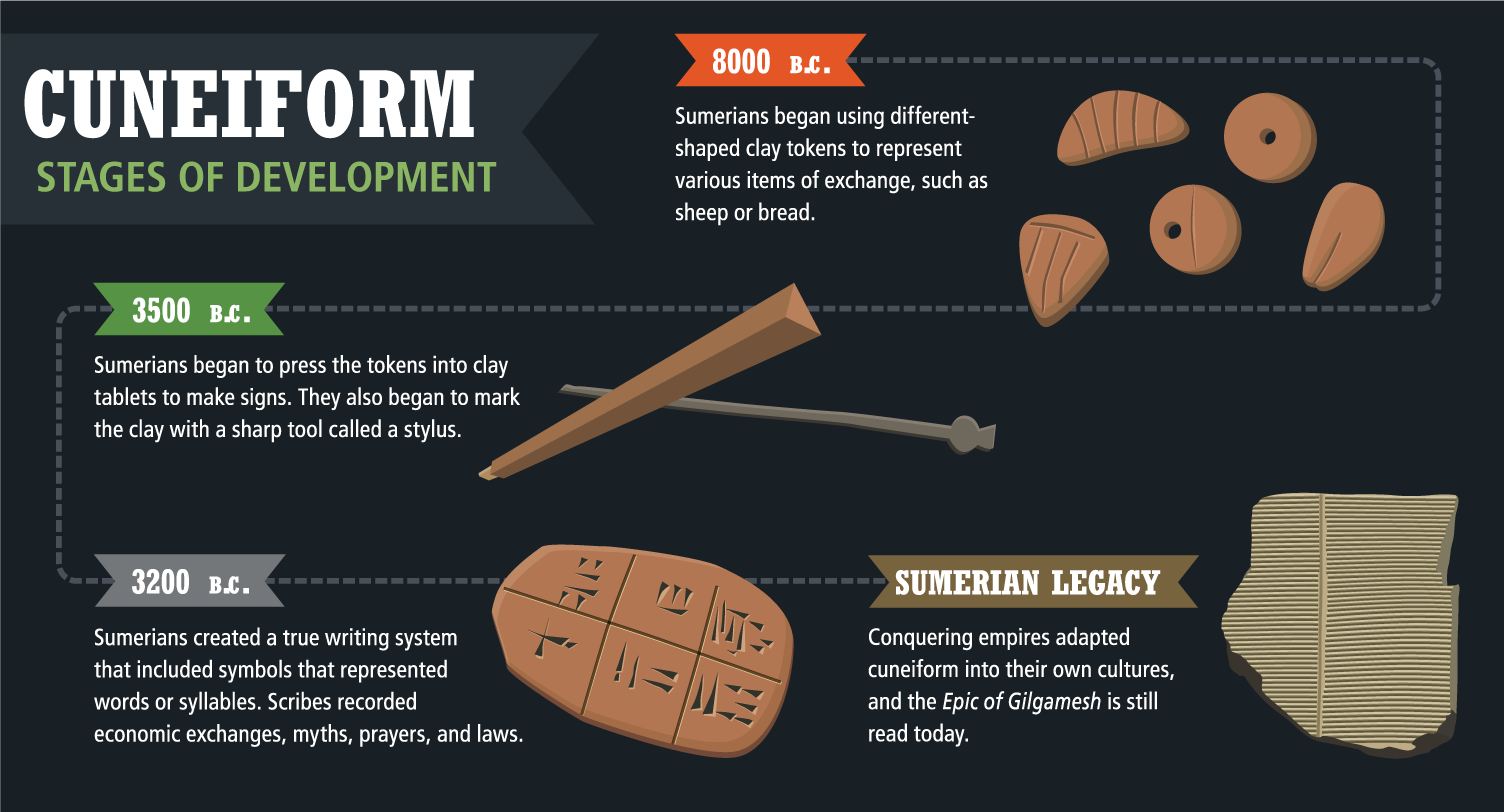 CUNEIFORM
STAGES OF DEVELOPMENT
8000 B.C.
Sumerians began using different-
shaped clay tokens to represent
various items of exchange, such as
sheep or bread.
3500 B.C.
Sumerians began to press the tokens into clay
tablets to make signs. They also began to mark
the clay with a sharp tool called a stylus.
3200 B.C.
Sumerians created a true writing system
that included symbols that represented
words or syllables. Scribes recorded
economic exchanges, myths, prayers, and laws.
SUMERIAN LEGACY
Conquering empires adapted
cuneiform into their own cultures,
and the Epic of Gilgamesh is still
read today.